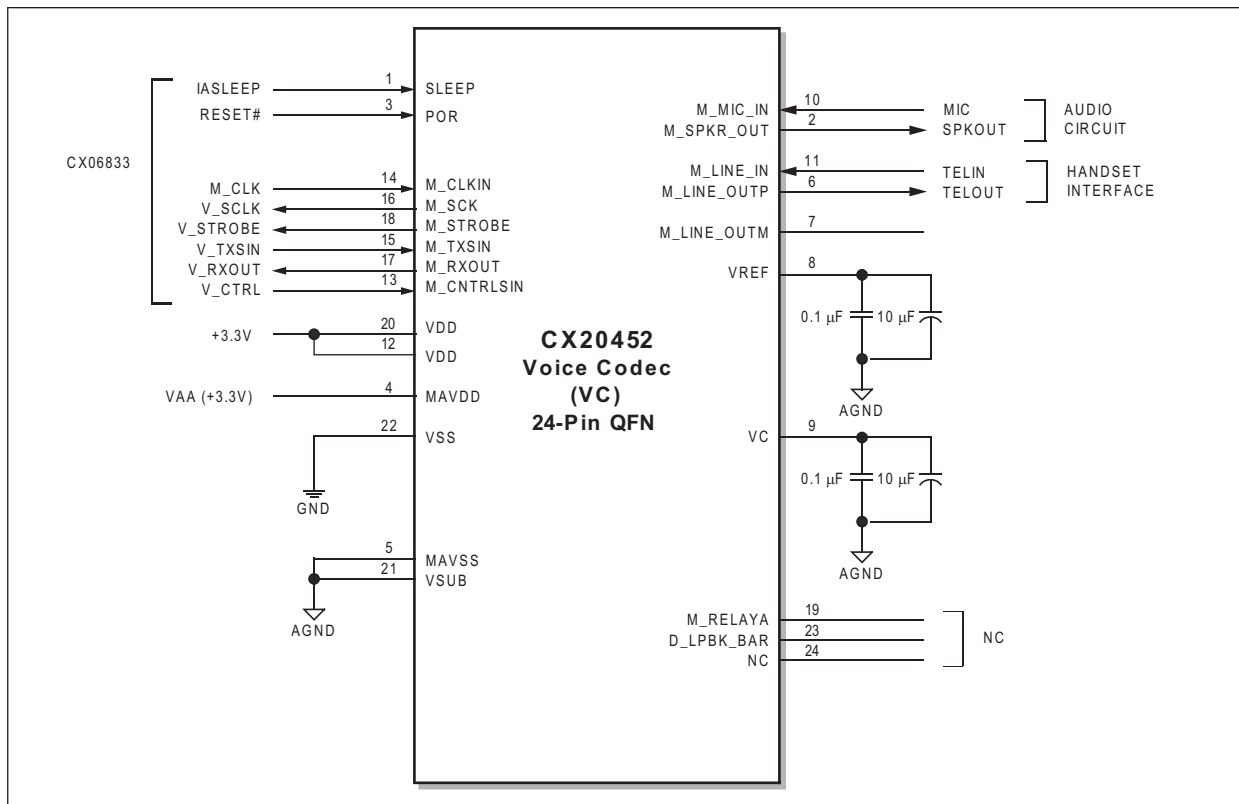 IASLEEP 1 SLEEP
RESET# 3 POR
CX06833
M_CLK 14 M_CLKIN
V_SCLK 16 M_SCK
V_STROBE 18 M_STROBE
V_TXSIN 15 M_TXSIN
V_RXOUT 17 M_RXOUT
V_CTRL 13 M_CNTRLSIN
+3.3V 20 VDD
12 VDD
VAA (+3.3V) 4 MAVDD
22 VSS
GND
5 MAVSS
21 VSUB
AGND
CX20452
Voice Codec
(VC)
24-Pin QFN
M_MIC_IN 10 MIC
M_SPKR_OUT 2 SPKOUT
AUDIO
CIRCUIT
M_LINE_IN 11 TELIN
M_LINE_OUTP 6 TELOUT
HANDSET
INTERFACE
M_LINE_OUTM 7
VREF 8
0.1 µF 10 µF
AGND
VC 9
0.1 µF 10 µF
AGND
M_RELAYA 19
D_LPBK_BAR 23
NC 24
NC